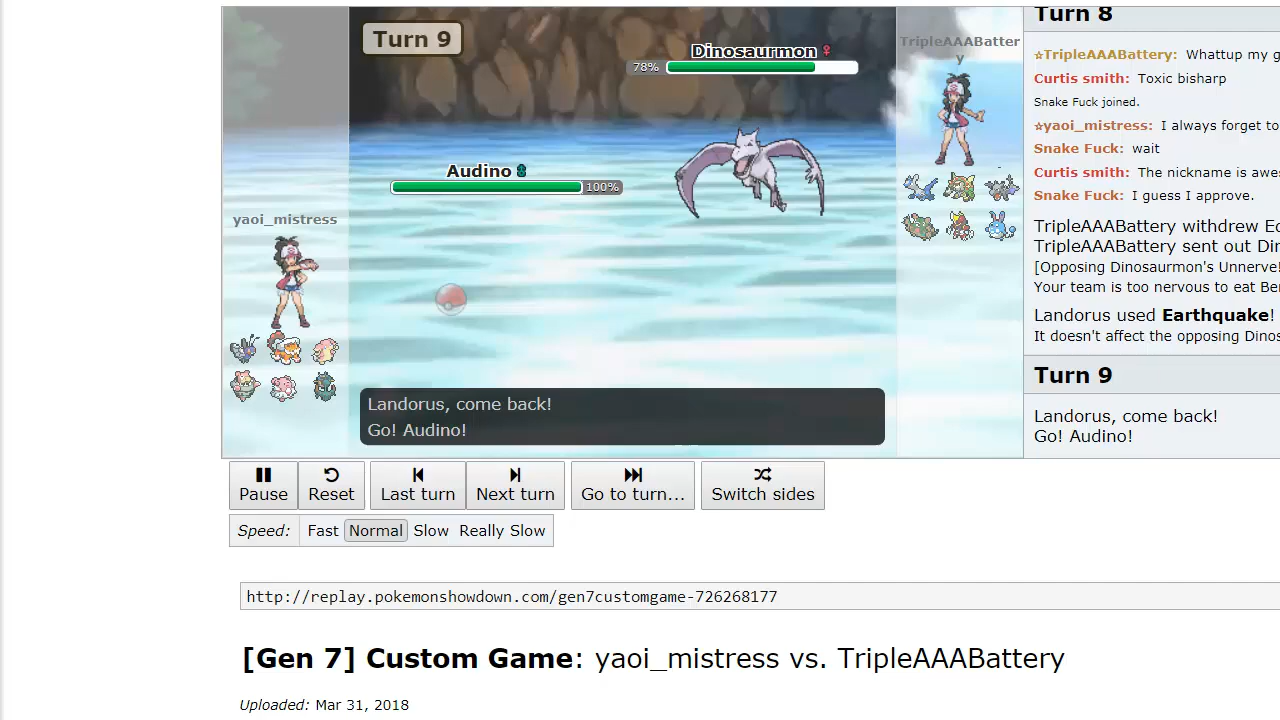 Turn 9
Dinosaurmon
78%
Audino
100%
yaoi_mistress
TripleAAABatter
y
Landorus, come back!
Go! Audino!
Turn 8
☆TripleAAABattery: Whattup my g
Curtis smith: Toxic bisharp
Snake Fuck joined.
☆yaoi_mistress: I always forget to
Snake Fuck: wait
Curtis smith: The nickname is awes
Snake Fuck: I guess I approve.
TripleAAABattery withdrew Ec
TripleAAABattery sent out Din
[Opposing Dinosaurmon's Unnerve!
Your team is too nervous to eat Ber
Landorus used Earthquake!
It doesn't affect the opposing Dinos
Turn 9
Landorus, come back!
Go! Audino!
Pause
Reset
Last turn
Next turn
Go to turn...
Switch sides
Speed: Fast Normal Slow Really Slow
http://replay.pokemonshowdown.com/gen7customgame-726268177
[Gen 7] Custom Game: yaoi_mistress vs. TripleAAABattery
Uploaded: Mar 31, 2018